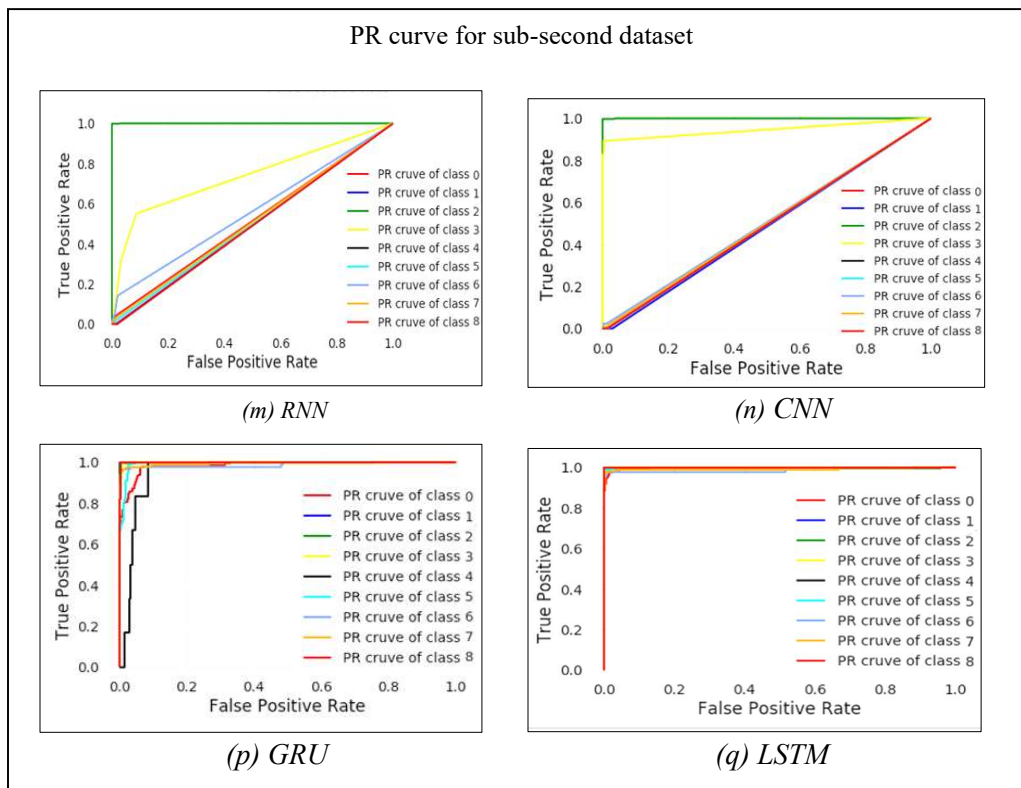 PR curve for sub-second dataset
1.0
0.8
0.6
0.4
0.2
0.0
True Positive Rate
PR cruve of class 0
PR cruve of class 1
PR cruve of class 2
PR cruve of class 3
PR cruve of class 4
PR cruve of class 5
PR cruve of class 6
PR cruve of class 7
PR cruve of class 8
0.0 0.2 0.4 0.6 0.8 1.0
False Positive Rate
(m) RNN
1.0
0.8
0.6
0.4
0.2
0.0
True Positive Rate
PR cruve of class 0
PR cruve of class 1
PR cruve of class 2
PR cruve of class 3
PR cruve of class 4
PR cruve of class 5
PR cruve of class 6
PR cruve of class 7
PR cruve of class 8
0.0 0.2 0.4 0.6 0.8 1.0
False Positive Rate
(n) CNN
1.0
0.8
0.6
0.4
0.2
0.0
True Positive Rate
PR cruve of class 0
PR cruve of class 1
PR cruve of class 2
PR cruve of class 3
PR cruve of class 4
PR cruve of class 5
PR cruve of class 6
PR cruve of class 7
PR cruve of class 8
0.0 0.2 0.4 0.6 0.8 1.0
False Positive Rate
(p) GRU
1.0
0.8
0.6
0.4
0.2
0.0
True Positive Rate
PR cruve of class 0
PR cruve of class 1
PR cruve of class 2
PR cruve of class 3
PR cruve of class 4
PR cruve of class 5
PR cruve of class 6
PR cruve of class 7
PR cruve of class 8
0.0 0.2 0.4 0.6 0.8 1.0
False Positive Rate
(q) LSTM